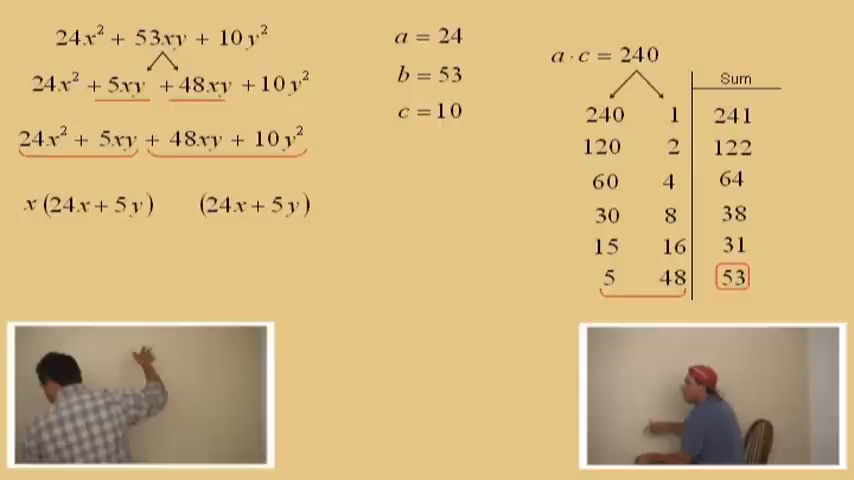 24x² + 53xy + 10y²
24x² + 5xy + 48xy + 10y²
24x² + 5xy + 48xy + 10y²
x(24x + 5y) (24x + 5y)
a = 24
b = 53
c = 10
a · c = 240
Sum
240 1 241
120 2 122
60 4 64
30 8 38
15 16 31
5 48 53